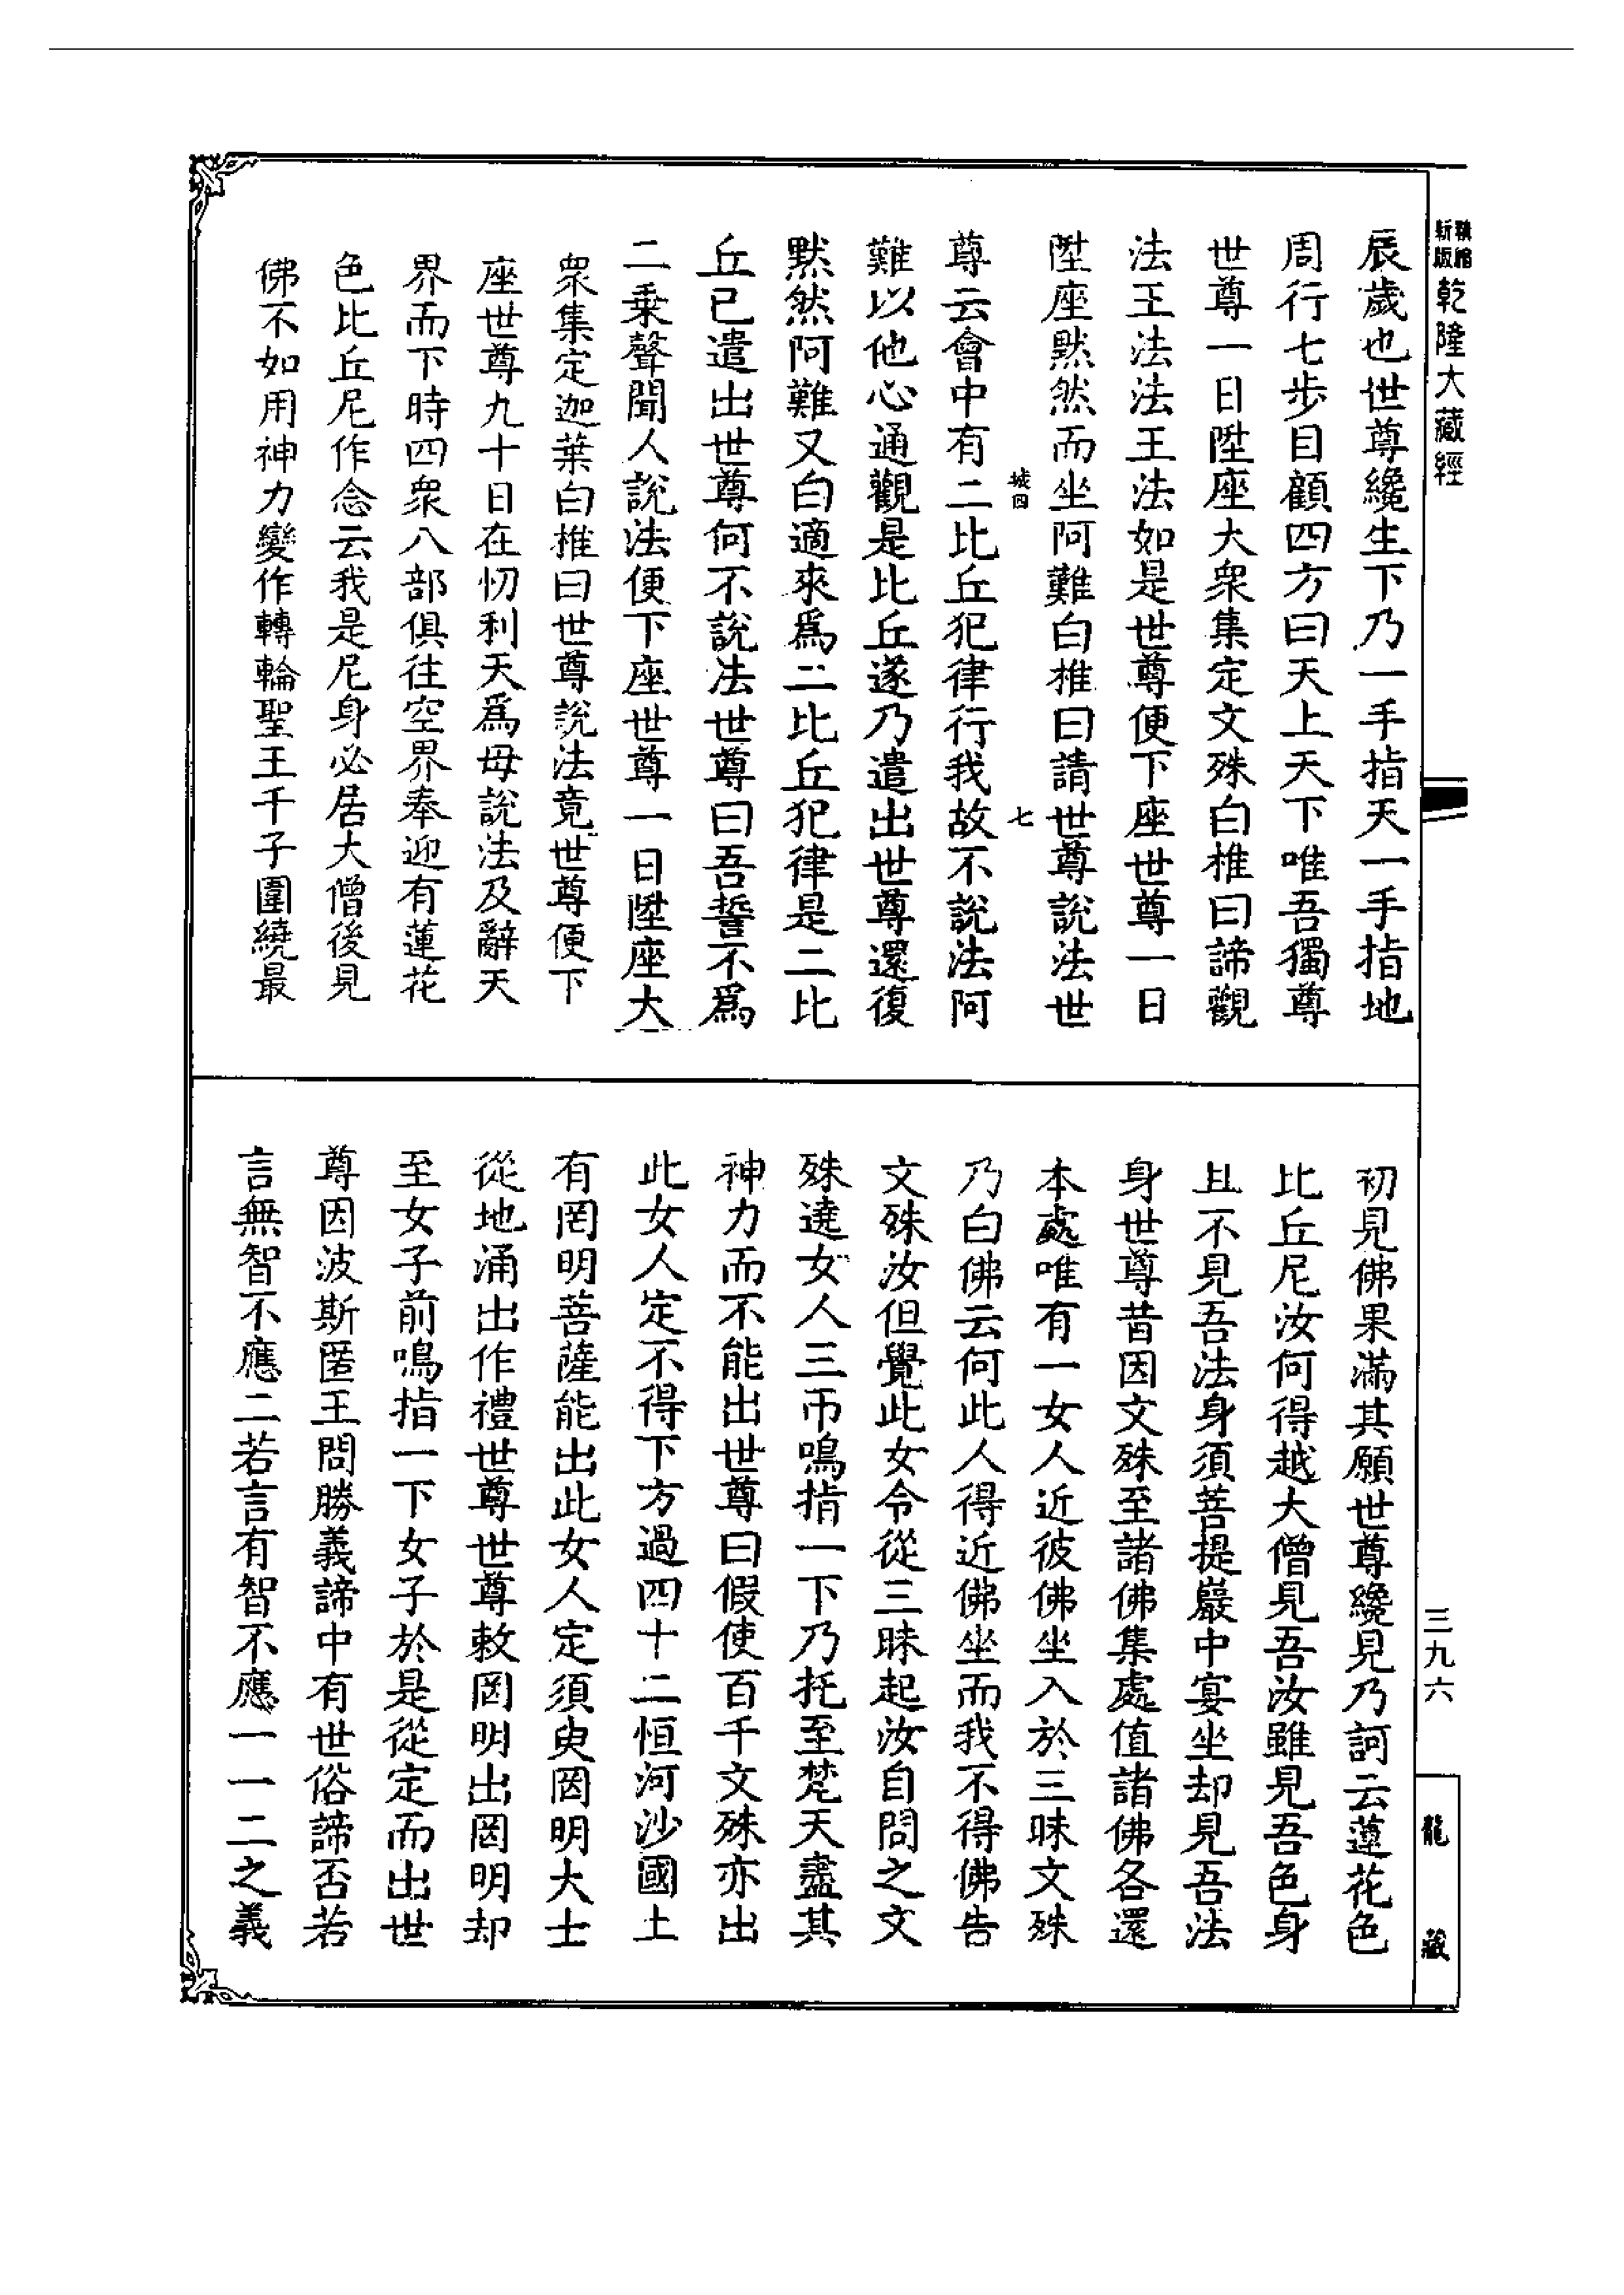 新版
精縮
乾隆大藏經
辰歲也世尊纔生下乃一手指天一手指地
周行七步目顧四方曰天上天下唯吾獨尊
世尊一日陞座大衆集定文殊白椎曰諦觀
法王法法王法如是世尊便下座世尊一日
陞座黙然而坐阿難白椎曰請世尊說法世
城四
七
尊云會中有二比丘犯律行我故不說法阿
難以他心通觀是比丘遂乃遣出世尊還復
黙然阿難又白適來爲二比丘犯律是二比
丘已遣出世尊何不說法世尊曰吾誓不爲
二乗聲聞人說法便下座世尊一日陞座大
衆集定迦葉白椎曰世尊說法竟世尊便下
座世尊九十日在忉利天爲母說法及辭天
界而下時四衆八部俱往空界奉迎有蓮花
色比丘尼作念云我是尼身必居大僧後見
佛不如用神力變作轉輪聖王千子圍繞最
初見佛果滿其願世尊纔見乃訶云蓮花色
比丘尼汝何得越大僧見吾汝雖見吾色身
且不見吾法身須菩提巖中宴坐却見吾法
身世尊昔因文殊至諸佛集處值諸佛各還
本處唯有一女人近彼佛坐入於三昧文殊
乃白佛云何此人得近佛坐而我不得佛告
文殊汝但覺此女令從三昧起汝自問之文
殊遶女人三帀鳴指一下乃托至梵天盡其
神力而不能出世尊曰假使百千文殊亦出
此女人定不得下方過四十二恒河沙國土
有罔明菩薩能出此女人定須臾罔明大士
從地涌出作禮世尊世尊敕罔明出罔明却
至女子前鳴指一下女子於是從定而出世
尊因波斯匿王問勝義諦中有世俗諦否若
言無智不應二若言有智不應一一二之義
三九六
龍藏